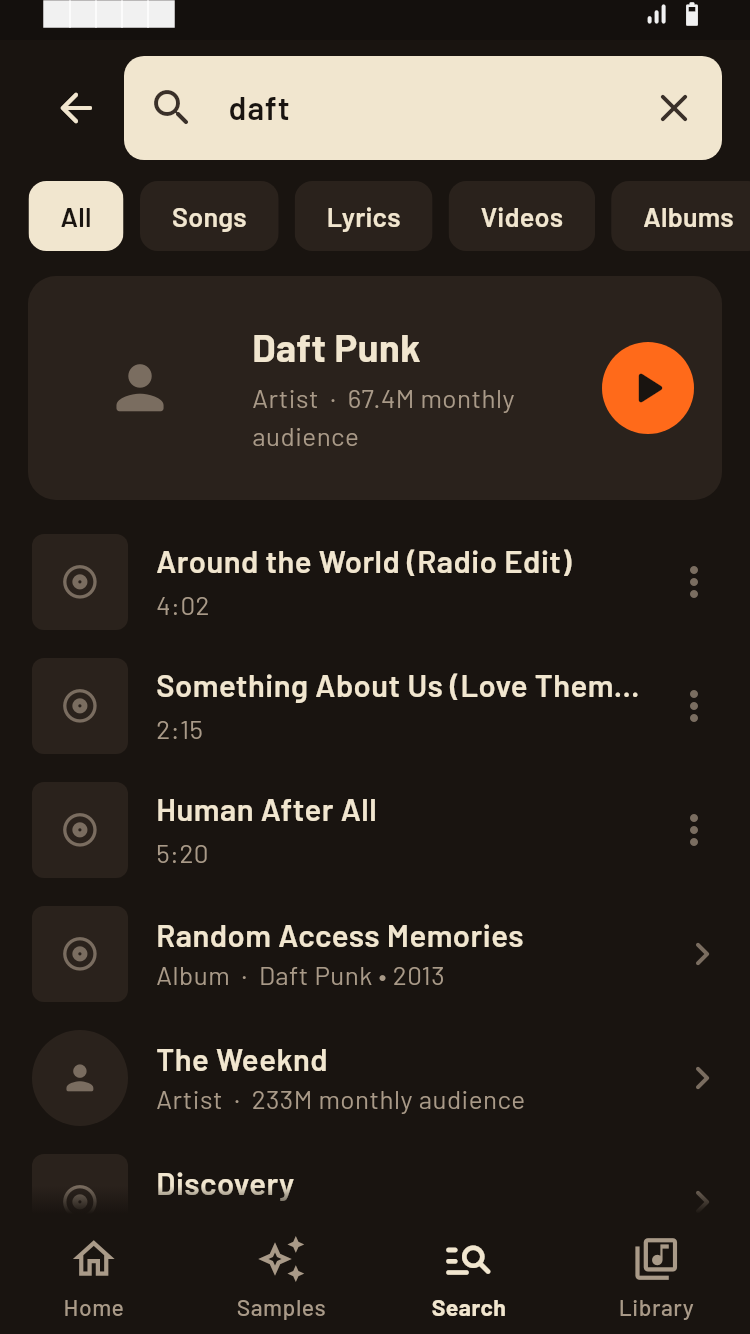 daft
All Songs Lyrics Videos Albums
Daft Punk
Artist · 67.4M monthly
audience
Around the World (Radio Edit)
4:02
Something About Us (Love Them...
2:15
Human After All
5:20
Random Access Memories
Album · Daft Punk • 2013
The Weeknd
Artist · 233M monthly audience
Discovery
Home Samples Search Library